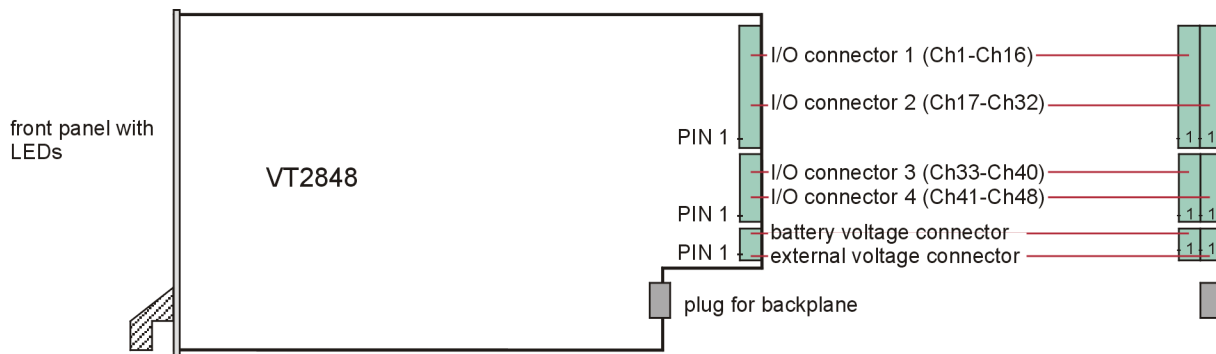 front panel with
LEDs
VT2848
I/O connector 1 (Ch1-Ch16)
I/O connector 2 (Ch17-Ch32)
PIN 1
1 1
I/O connector 3 (Ch33-Ch40)
I/O connector 4 (Ch41-Ch48)
PIN 1
1 1
battery voltage connector
PIN 1
external voltage connector
1 1
plug for backplane